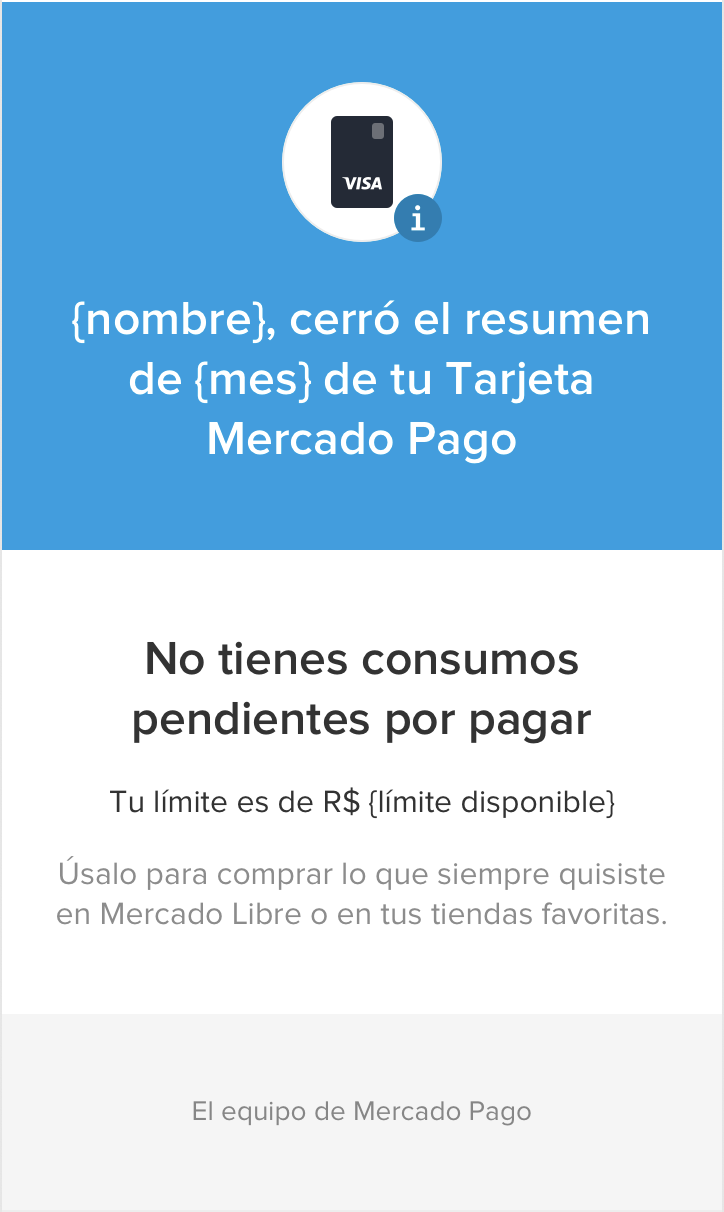 VISA
i
{nombre}, cerró el resumen
de {mes} de tu Tarjeta
Mercado Pago
No tienes consumos
pendientes por pagar
Tu límite es de R$ {límite disponible}
Úsalo para comprar lo que siempre quisiste
en Mercado Libre o en tus tiendas favoritas.
El equipo de Mercado Pago